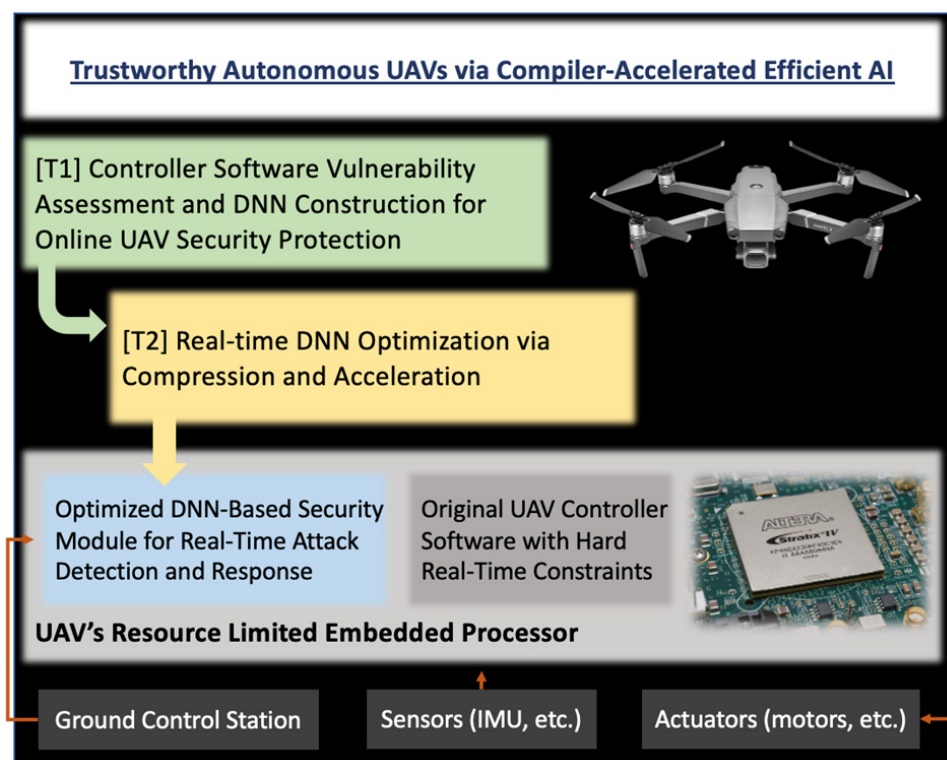 Trustworthy Autonomous UAVs via Compiler-Accelerated Efficient AI
[T1] Controller Software Vulnerability
Assessment and DNN Construction for
Online UAV Security Protection
[T2] Real-time DNN Optimization via
Compression and Acceleration
Optimized DNN-Based Security
Module for Real-Time Attack
Detection and Response
Original UAV Controller
Software with Hard
Real-Time Constraints
ALTERA®
Stratix® IV
UAV's Resource Limited Embedded Processor
Ground Control Station
Sensors (IMU, etc.)
Actuators (motors, etc.)